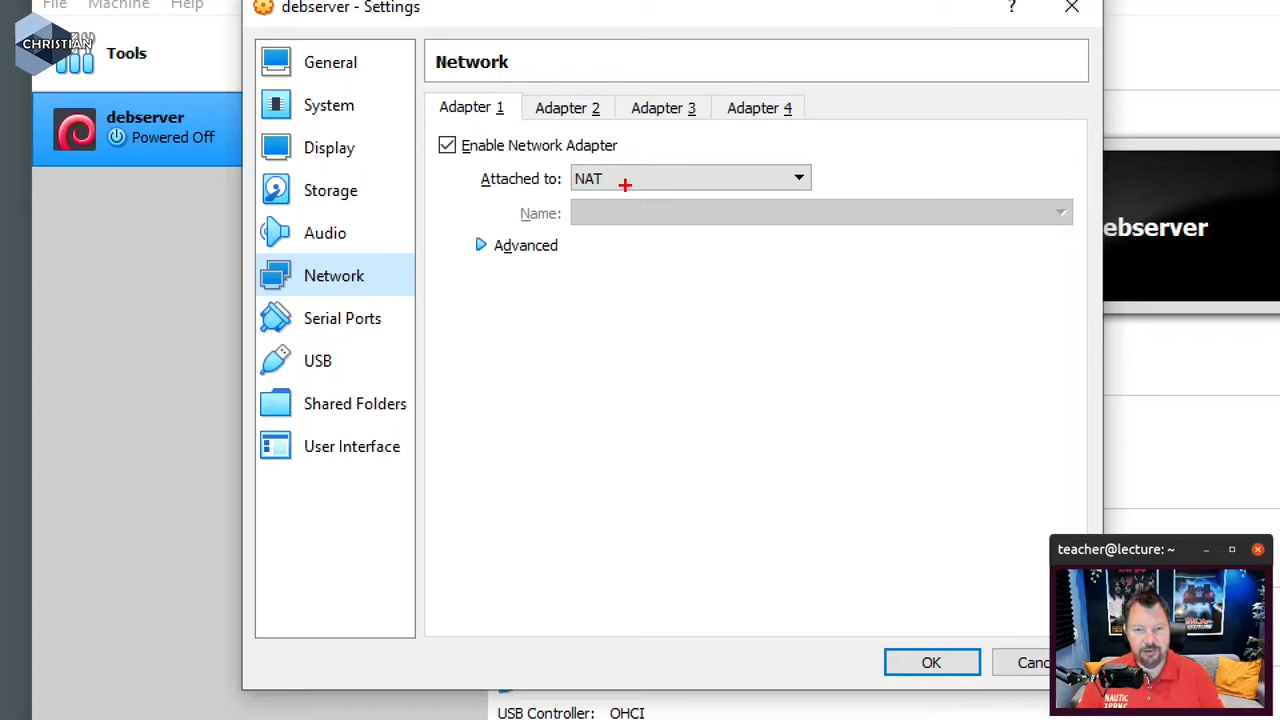 File Machine Help
debserver - Settings
?
CHRISTIAN
Tools
debserver
Powered Off
General
System
Display
Storage
Audio
Network
Serial Ports
USB
Shared Folders
User Interface
Network
Adapter 1 Adapter 2 Adapter 3 Adapter 4
Enable Network Adapter
Attached to: NAT
Name:
Advanced
ebserver
OK
Canc
USB Controller: OHCI
teacher@lecture: ~
NAUTIC